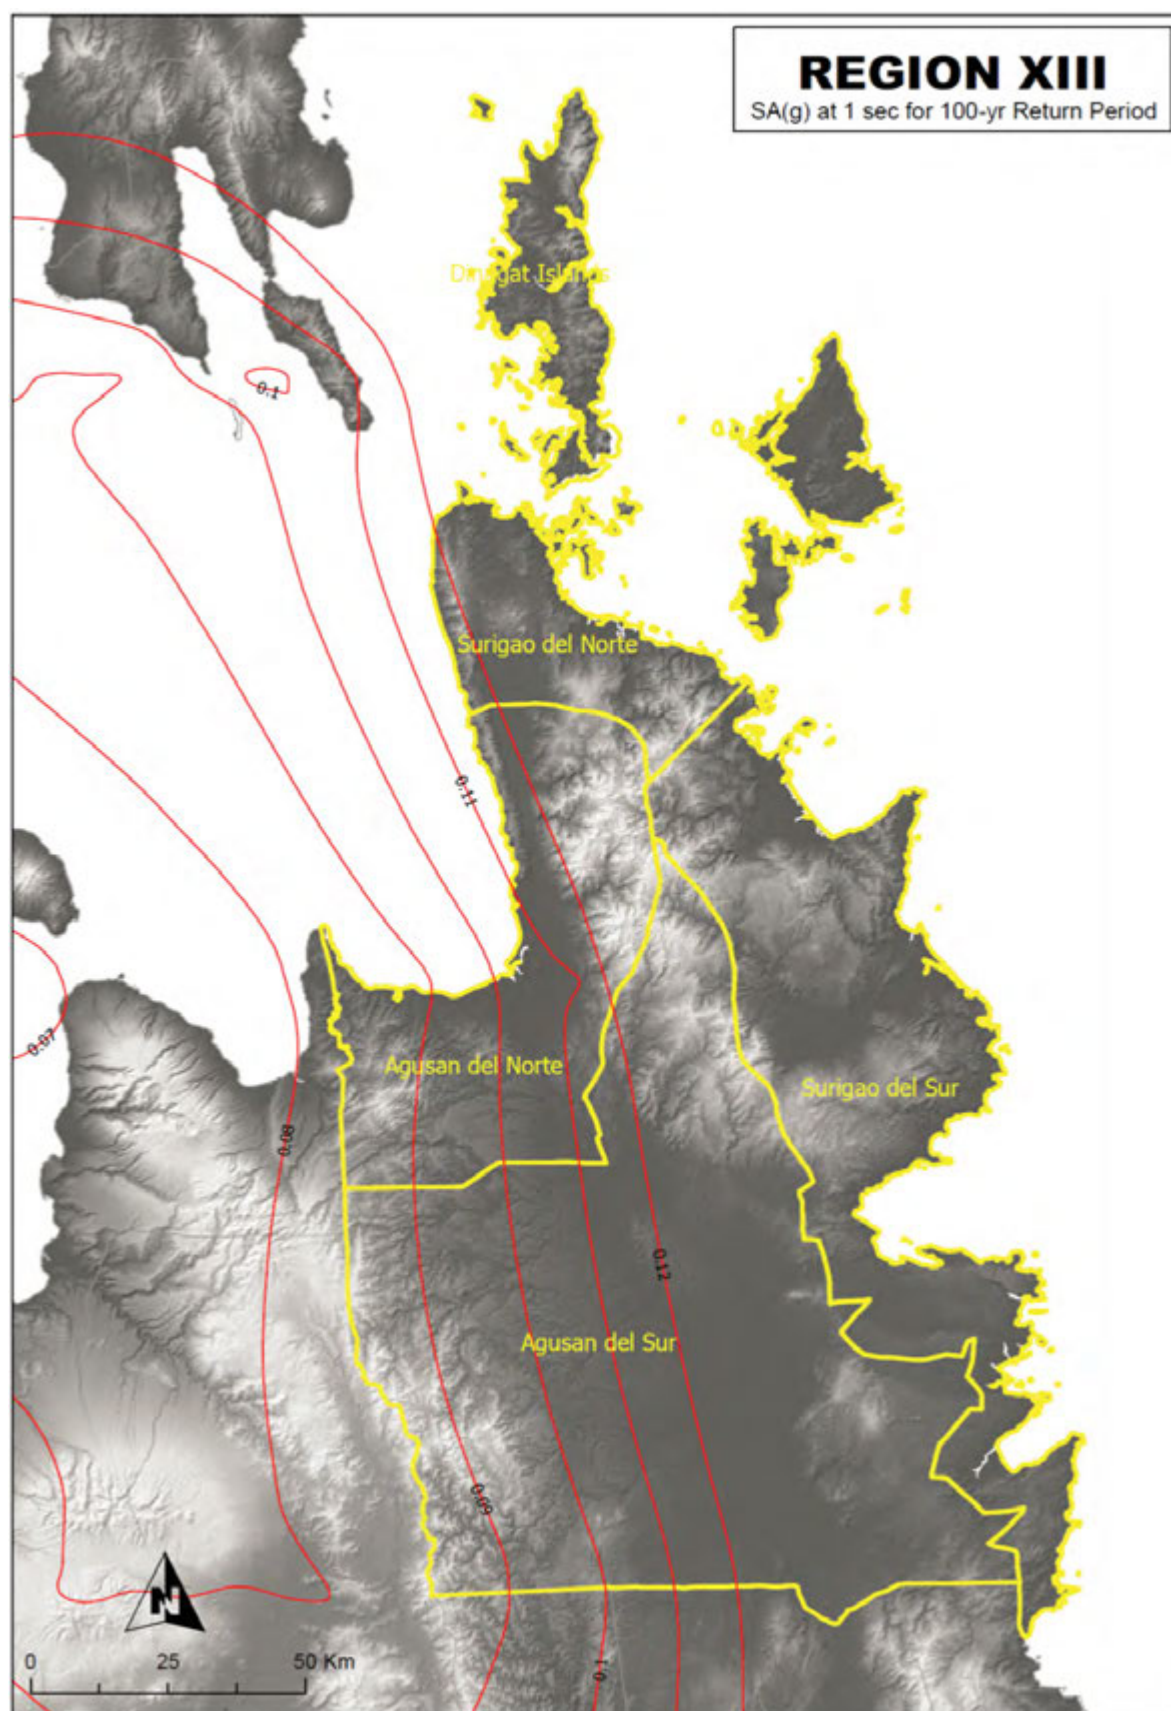 REGION XIII
SA(g) at 1 sec for 100-yr Return Period
Dinagat Islands
0.1
Surigao del Norte
0.11
0.07
Agusan del Norte
Surigao del Sur
0.08
0.12
Agusan del Sur
0.09
N
0 25 50 Km
0.1